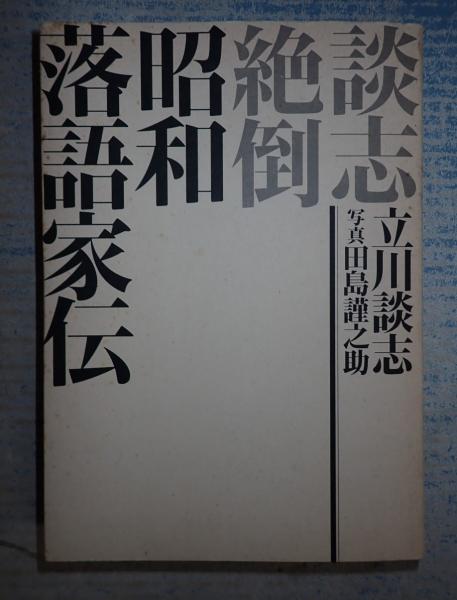 談志
絶倒
昭和
落語家伝
立川談志
写真 田島謹之助